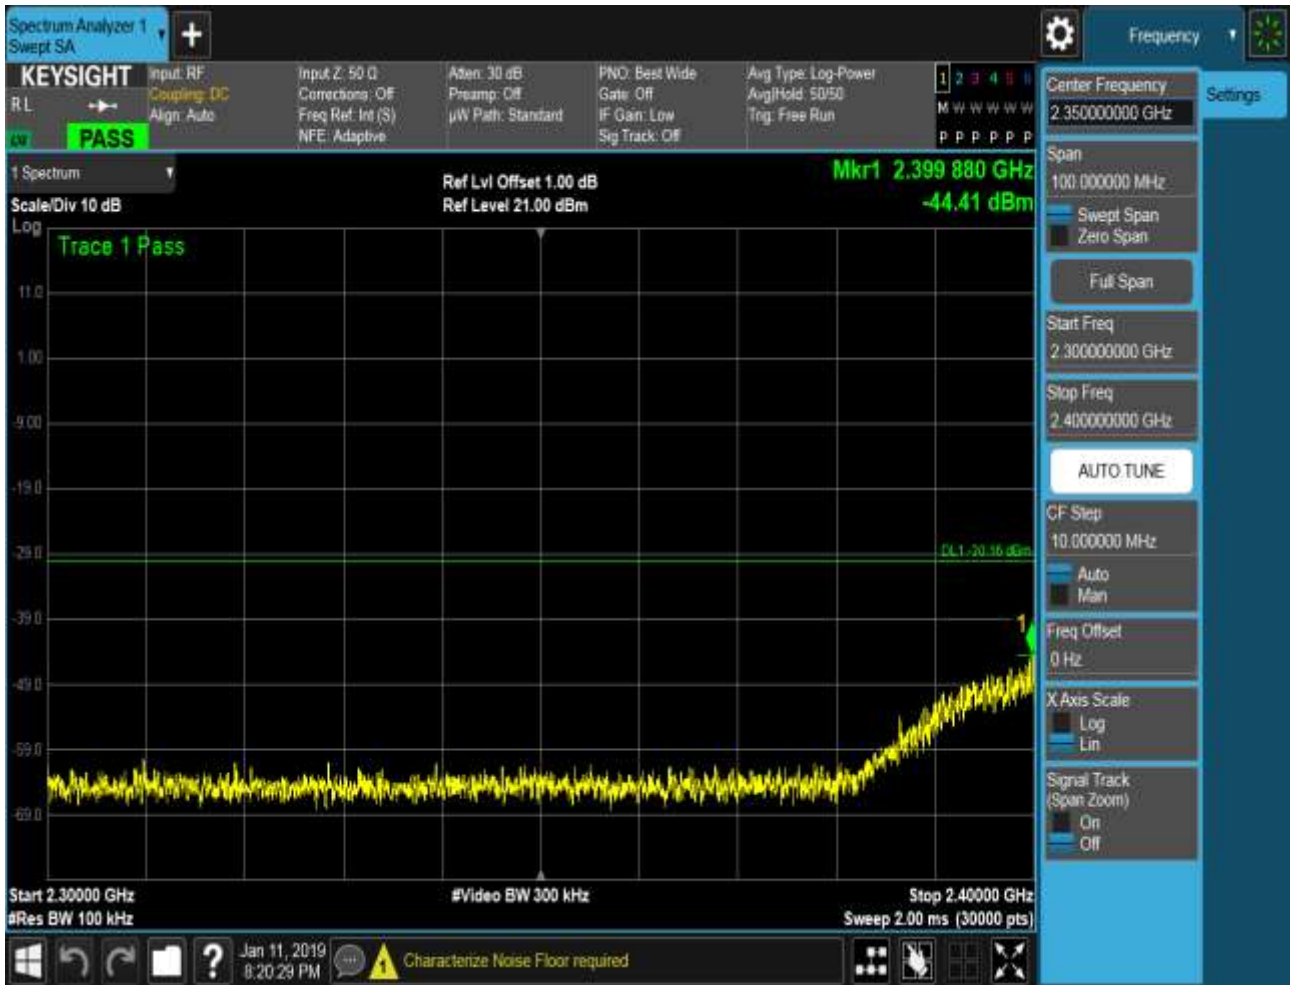 Spectrum Analyzer 1
Swept SA
Frequency
KEYSIGHT
R L
PASS
Input: RF
Coupling: DC
Align: Auto
Input Z: 50 Ω
Corrections: Off
Freq Ref: Int (S)
NFE: Adaptive
Atten: 30 dB
Preamp: Off
µW Path: Standard
PNO: Best Wide
Gate: Off
IF Gain: Low
Sig Track: Off
Avg Type: Log-Power
Avg|Hold: 50/50
Trig: Free Run
1 2 3 4 5 6
M W W W W W
P P P P P P
1 Spectrum
Scale/Div 10 dB
Log
Ref Lvl Offset 1.00 dB
Ref Level 21.00 dBm
Mkr1 2.399 880 GHz
-44.41 dBm
Trace 1 Pass
11.0
1.00
-9.00
-19.0
-29.0
-39.0
-49.0
-59.0
-69.0
1
Start 2.30000 GHz
#Res BW 100 kHz
#Video BW 300 kHz
Stop 2.40000 GHz
Sweep 2.00 ms (30000 pts)
Center Frequency
2.350000000 GHz
Settings
Span
100.000000 MHz
Swept Span
Zero Span
Full Span
Start Freq
2.300000000 GHz
Stop Freq
2.400000000 GHz
AUTO TUNE
CF Step
10.000000 MHz
Auto
Man
Freq Offset
0 Hz
X Axis Scale
Log
Lin
Signal Track
(Span Zoom)
On
Off
?
Jan 11, 2019
8:20:29 PM
1
Characterize Noise Floor required